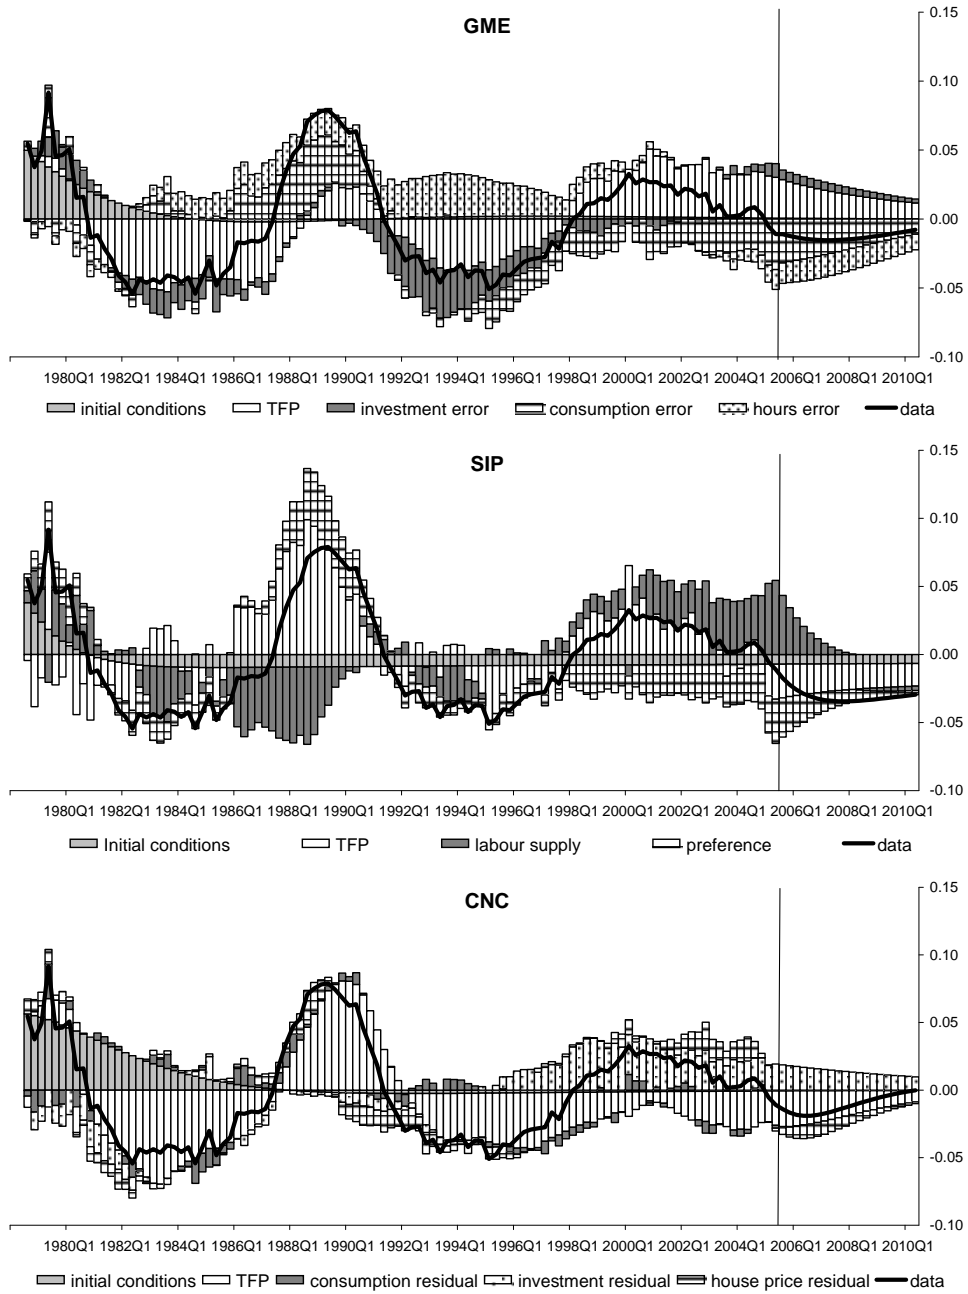 GME
0.15
0.10
0.05
0.00
-0.05
-0.10
1980Q1 1982Q1 1984Q1 1986Q1 1988Q1 1990Q1 1992Q1 1994Q1 1996Q1 1998Q1 2000Q1 2002Q1 2004Q1 2006Q1 2008Q1 2010Q1
initial conditions TFP investment error consumption error hours error data
SIP
0.15
0.10
0.05
0.00
-0.05
-0.10
1980Q1 1982Q1 1984Q1 1986Q1 1988Q1 1990Q1 1992Q1 1994Q1 1996Q1 1998Q1 2000Q1 2002Q1 2004Q1 2006Q1 2008Q1 2010Q1
Initial conditions TFP labour supply preference data
CNC
0.15
0.10
0.05
0.00
-0.05
-0.10
1980Q1 1982Q1 1984Q1 1986Q1 1988Q1 1990Q1 1992Q1 1994Q1 1996Q1 1998Q1 2000Q1 2002Q1 2004Q1 2006Q1 2008Q1 2010Q1
initial conditions TFP consumption residual investment residual house price residual data